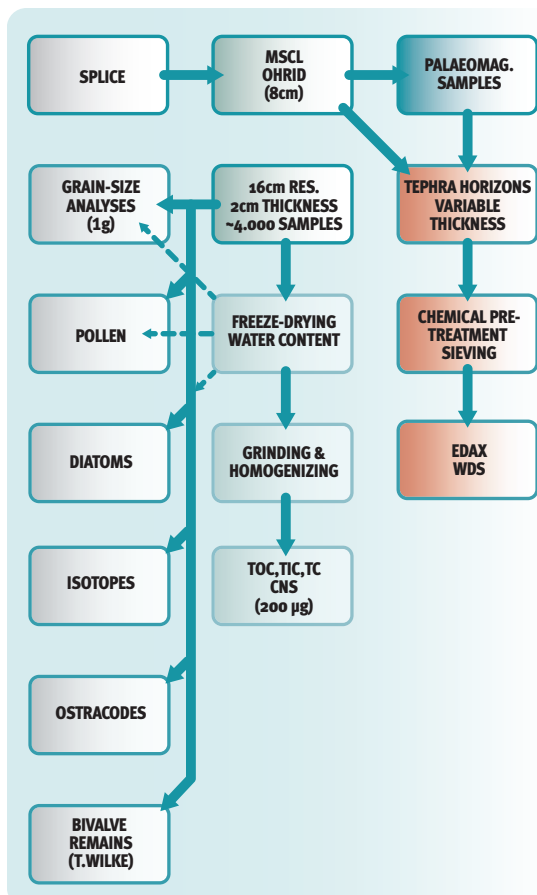 SPLICE
MSCL
OHRID
(8cm)
PALAEOMAG.
SAMPLES
GRAIN-SIZE
ANALYSES
(1g)
16cm RES.
2cm THICKNESS
~4.000 SAMPLES
TEPHRA HORIZONS
VARIABLE
THICKNESS
POLLEN
FREEZE-DRYING
WATER CONTENT
CHEMICAL PRE-
TREATMENT
SIEVING
DIATOMS
GRINDING &
HOMOGENIZING
EDAX
WDS
ISOTOPES
TOC,TIC,TC
CNS
(200 µg)
OSTRACODES
BIVALVE
REMAINS
(T.WILKE)